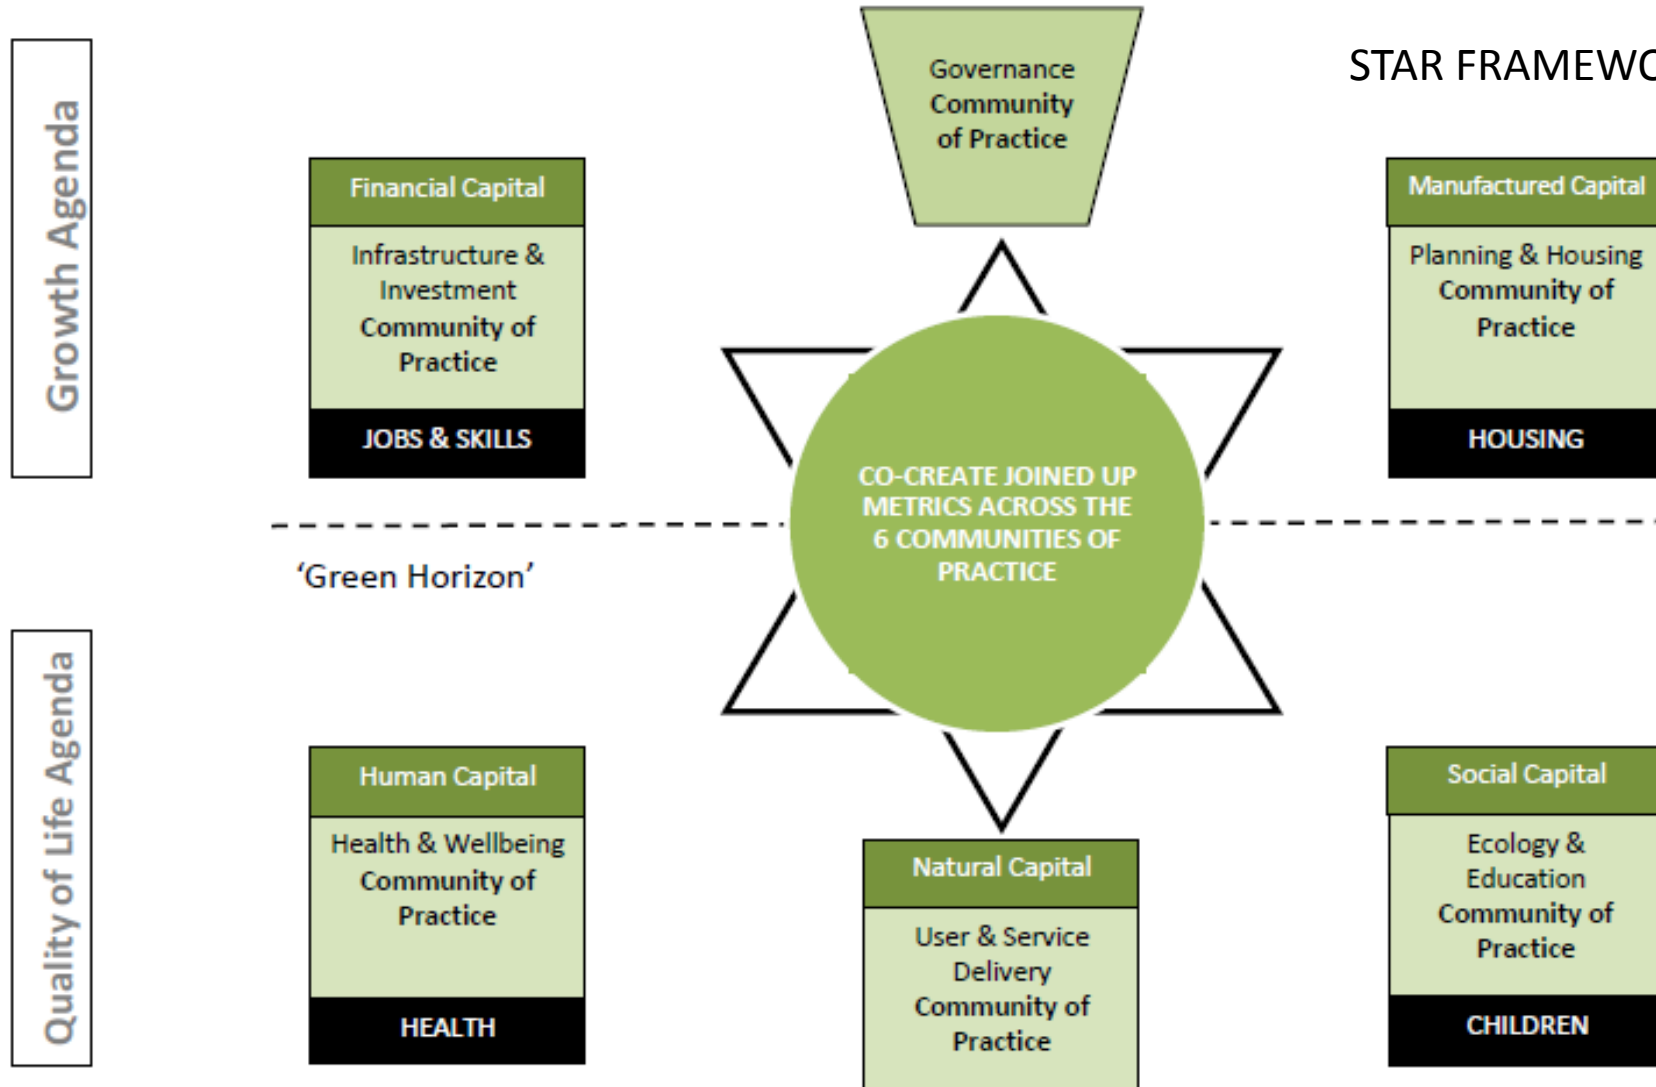 STAR FRAMEWO
Growth Agenda
Governance
Community
of Practice
Financial Capital
Infrastructure &
Investment
Community of
Practice
JOBS & SKILLS
Manufactured Capital
Planning & Housing
Community of
Practice
HOUSING
CO-CREATE JOINED UP
METRICS ACROSS THE
6 COMMUNITIES OF
PRACTICE
‘Green Horizon’
Quality of Life Agenda
Human Capital
Health & Wellbeing
Community of
Practice
HEALTH
Natural Capital
User & Service
Delivery
Community of
Practice
Social Capital
Ecology &
Education
Community of
Practice
CHILDREN